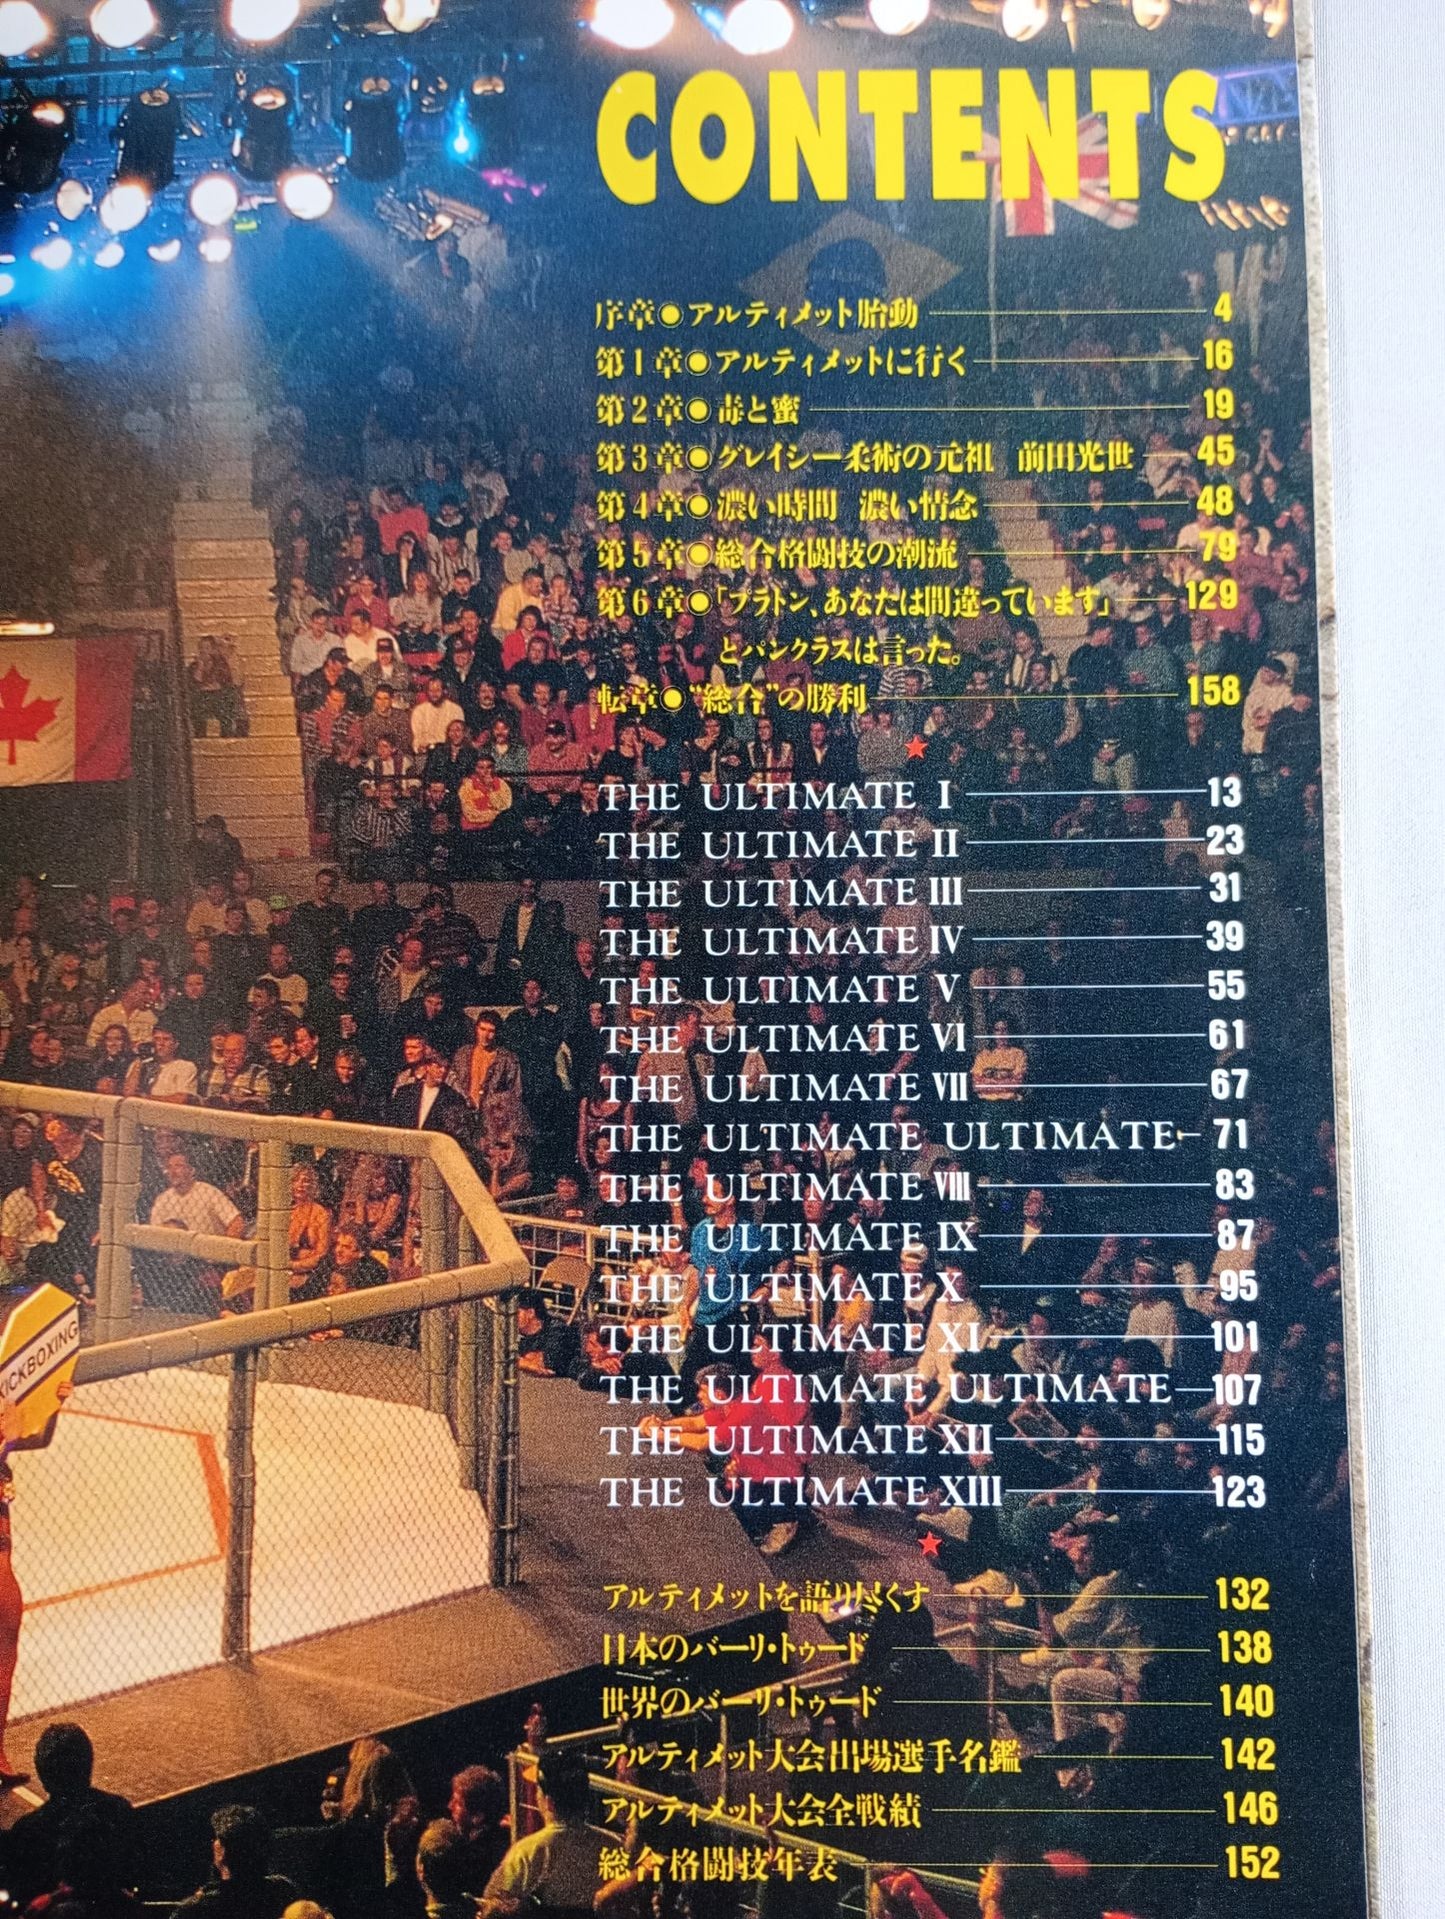 CONTENTS
序章●アルティメット胎動 4
第1章●アルティメットに行く 16
第2章●毒と蜜 19
第3章●グレイシー柔術の元祖 前田光世 45
第4章●濃い時間 濃い情念 48
第5章●総合格闘技の潮流 79
第6章●「プラトン、あなたは間違っています」 129
とパンクラスは言った。
転章●“総合”の勝利 158
THE ULTIMATE I 13
THE ULTIMATE II 23
THE ULTIMATE III 31
THE ULTIMATE IV 39
THE ULTIMATE V 55
THE ULTIMATE VI 61
THE ULTIMATE VII 67
THE ULTIMATE ULTIMATE 71
THE ULTIMATE VIII 83
THE ULTIMATE IX 87
THE ULTIMATE X 95
THE ULTIMATE XI 101
THE ULTIMATE ULTIMATE 107
THE ULTIMATE XII 115
THE ULTIMATE XIII 123
アルティメットを語り尽くす 132
日本のバーリ・トゥード 138
世界のバーリ・トゥード 140
アルティメット大会出場選手名鑑 142
アルティメット大会全戦績 146
総合格闘技年表 152
KICKBOXING